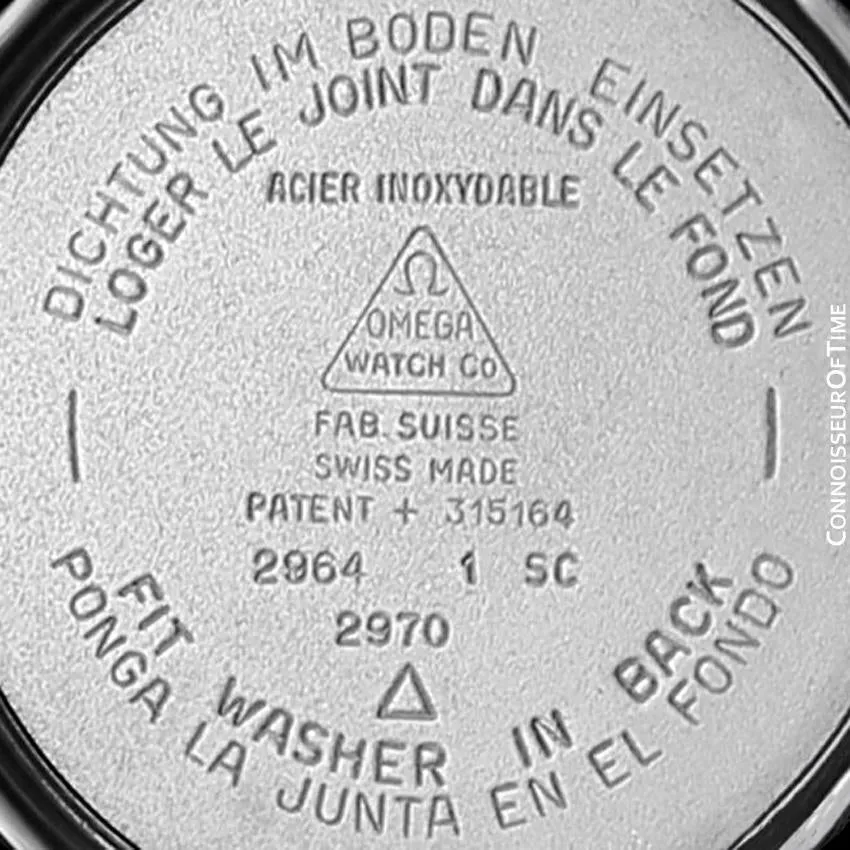 DICHTUNG IM BODEN EINSETZEN
LOGER LE JOINT DANS LE FOND
ACIER INOXYDABLE
Ω
OMEGA
WATCH Co
FAB. SUISSE
SWISS MADE
PATENT + 315164
2964 1 SC
2970
FIT WASHER IN BACK
PONGA LA JUNTA EN EL FONDO
CONNOISSEUROFTIME